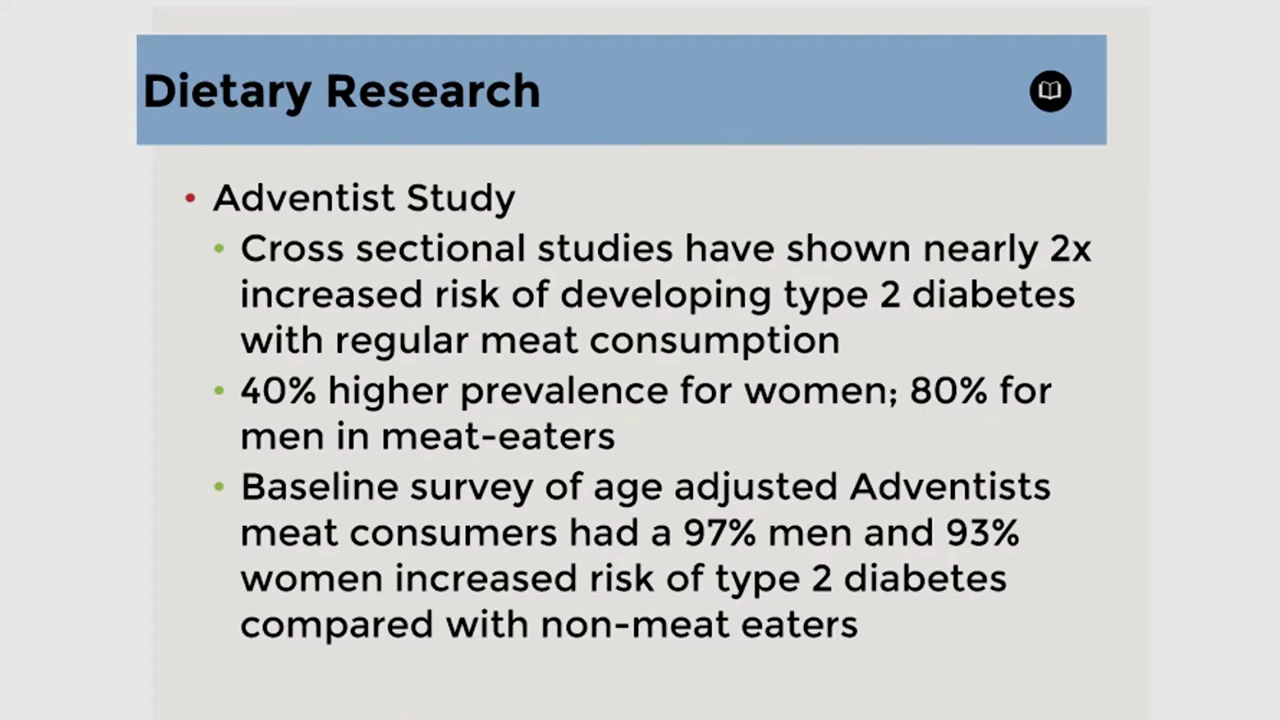 Dietary Research
• Adventist Study
• Cross sectional studies have shown nearly 2x
increased risk of developing type 2 diabetes
with regular meat consumption
• 40% higher prevalence for women; 80% for
men in meat-eaters
• Baseline survey of age adjusted Adventists
meat consumers had a 97% men and 93%
women increased risk of type 2 diabetes
compared with non-meat eaters